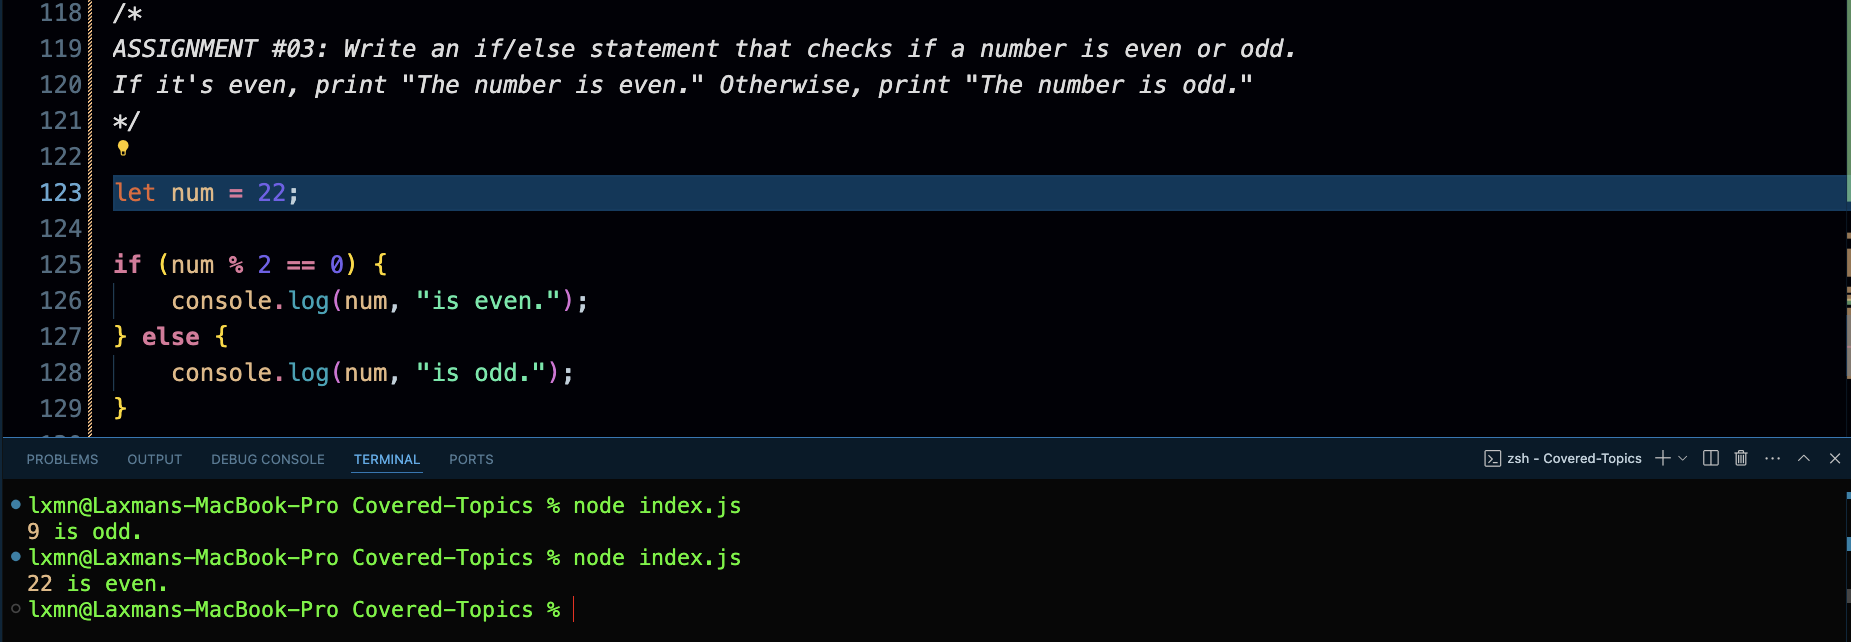 118 /*
119 ASSIGNMENT #03: Write an if/else statement that checks if a number is even or odd.
120 If it's even, print "The number is even." Otherwise, print "The number is odd."
121 */
122
123 let num = 22;
124
125 if (num % 2 == 0) {
126     console.log(num, "is even.");
127 } else {
128     console.log(num, "is odd.");
129 }
PROBLEMS OUTPUT DEBUG CONSOLE TERMINAL PORTS zsh - Covered-Topics
lxmn@Laxmans-MacBook-Pro Covered-Topics % node index.js
9 is odd.
lxmn@Laxmans-MacBook-Pro Covered-Topics % node index.js
22 is even.
lxmn@Laxmans-MacBook-Pro Covered-Topics %